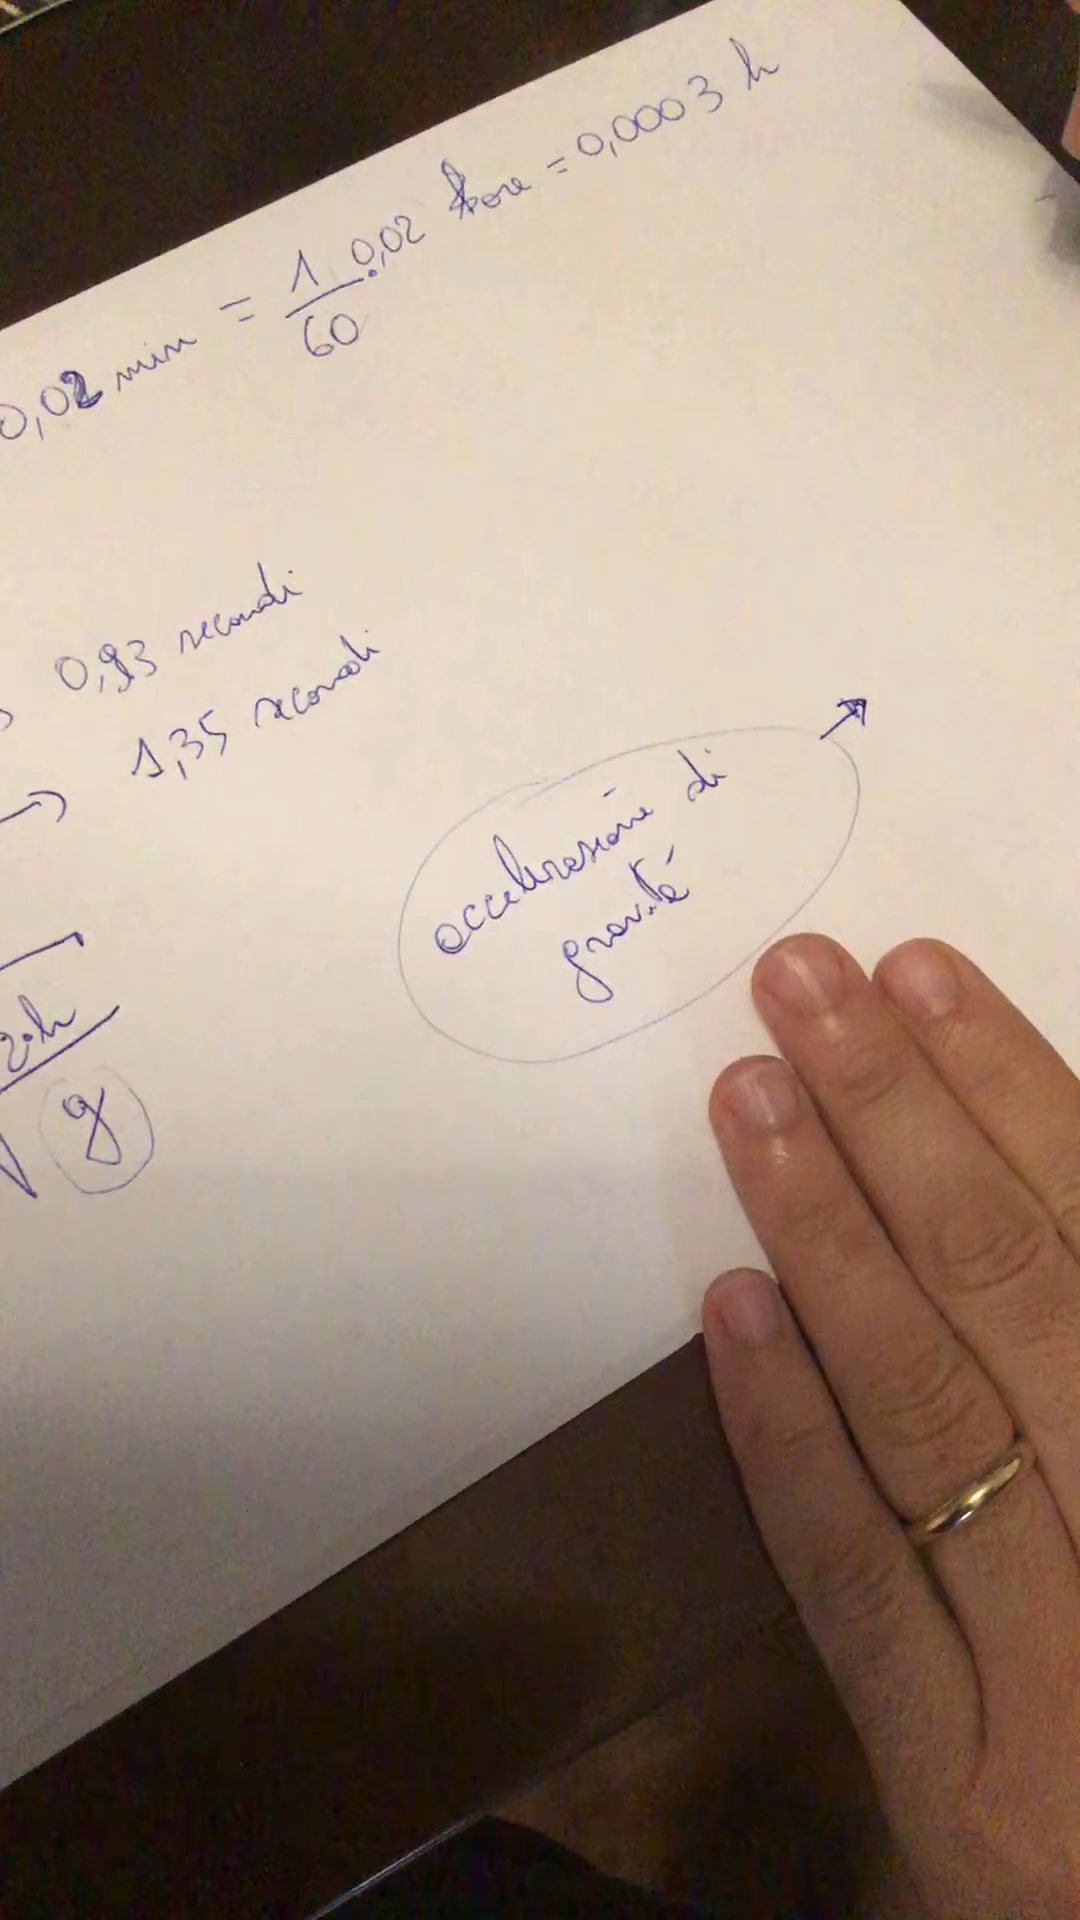 0,02 min = 1/60 · 0,02 ore = 0,0003 h
0,93 secondi
→ 1,35 secondi
accelerazione di
gravità
2·h
g